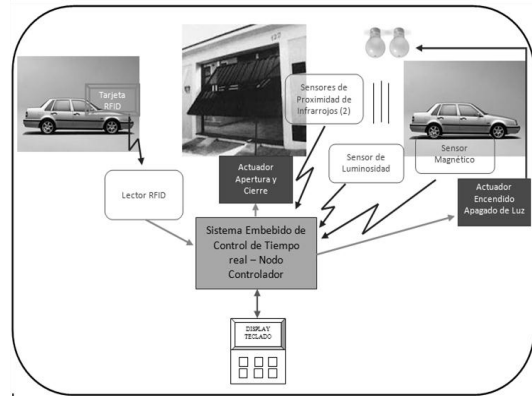 Tarjeta
RFID
Sensores de
Proximidad de
Infrarrojos (2)
Sensor
Magnético
Sensor de
Luminosidad
Lector RFID
Actuador
Apertura y
Cierre
Actuador
Encendido
Apagado de Luz
Sistema Embebido de
Control de Tiempo
real – Nodo
Controlador
DISPLAY
TECLADO